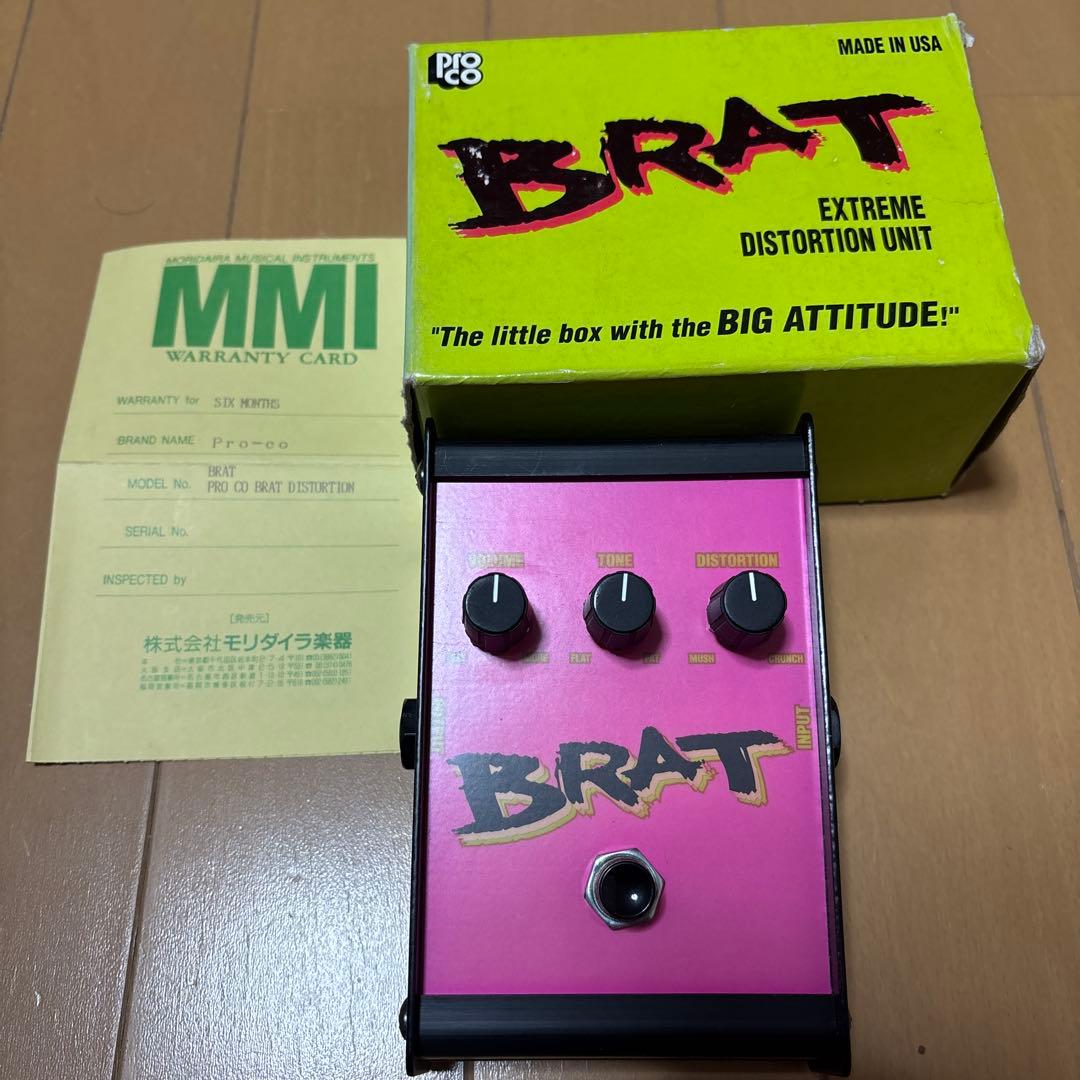 pro co
MADE IN USA
BRAT
EXTREME
DISTORTION UNIT
"The little box with the BIG ATTITUDE!"
MORIDAIRA MUSICAL INSTRUMENTS
MMI
WARRANTY CARD
WARRANTY for SIX MONTHS
BRAND NAME Pro-co
MODEL No. BRAT
PRO CO BRAT DISTORTION
SERIAL No.
INSPECTED by
[発売元]
株式会社モリダイラ楽器
VOLUME TONE DISTORTION
FLAT FAT MUSH CRUNCH
INPUT
BRAT